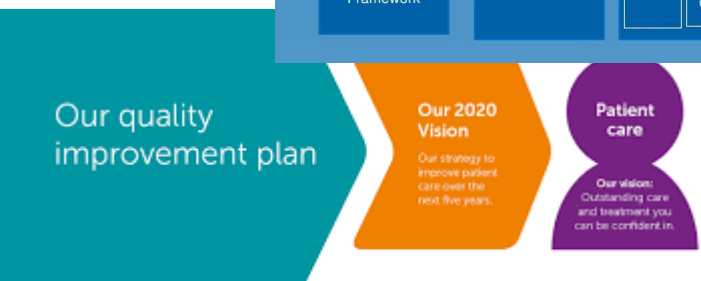 Framework
Our quality
improvement plan
Our 2020
Vision
Our strategy to
improve patient
care over the
next five years.
Patient
care
Our vision:
Outstanding care
and treatment you
can be confident in.